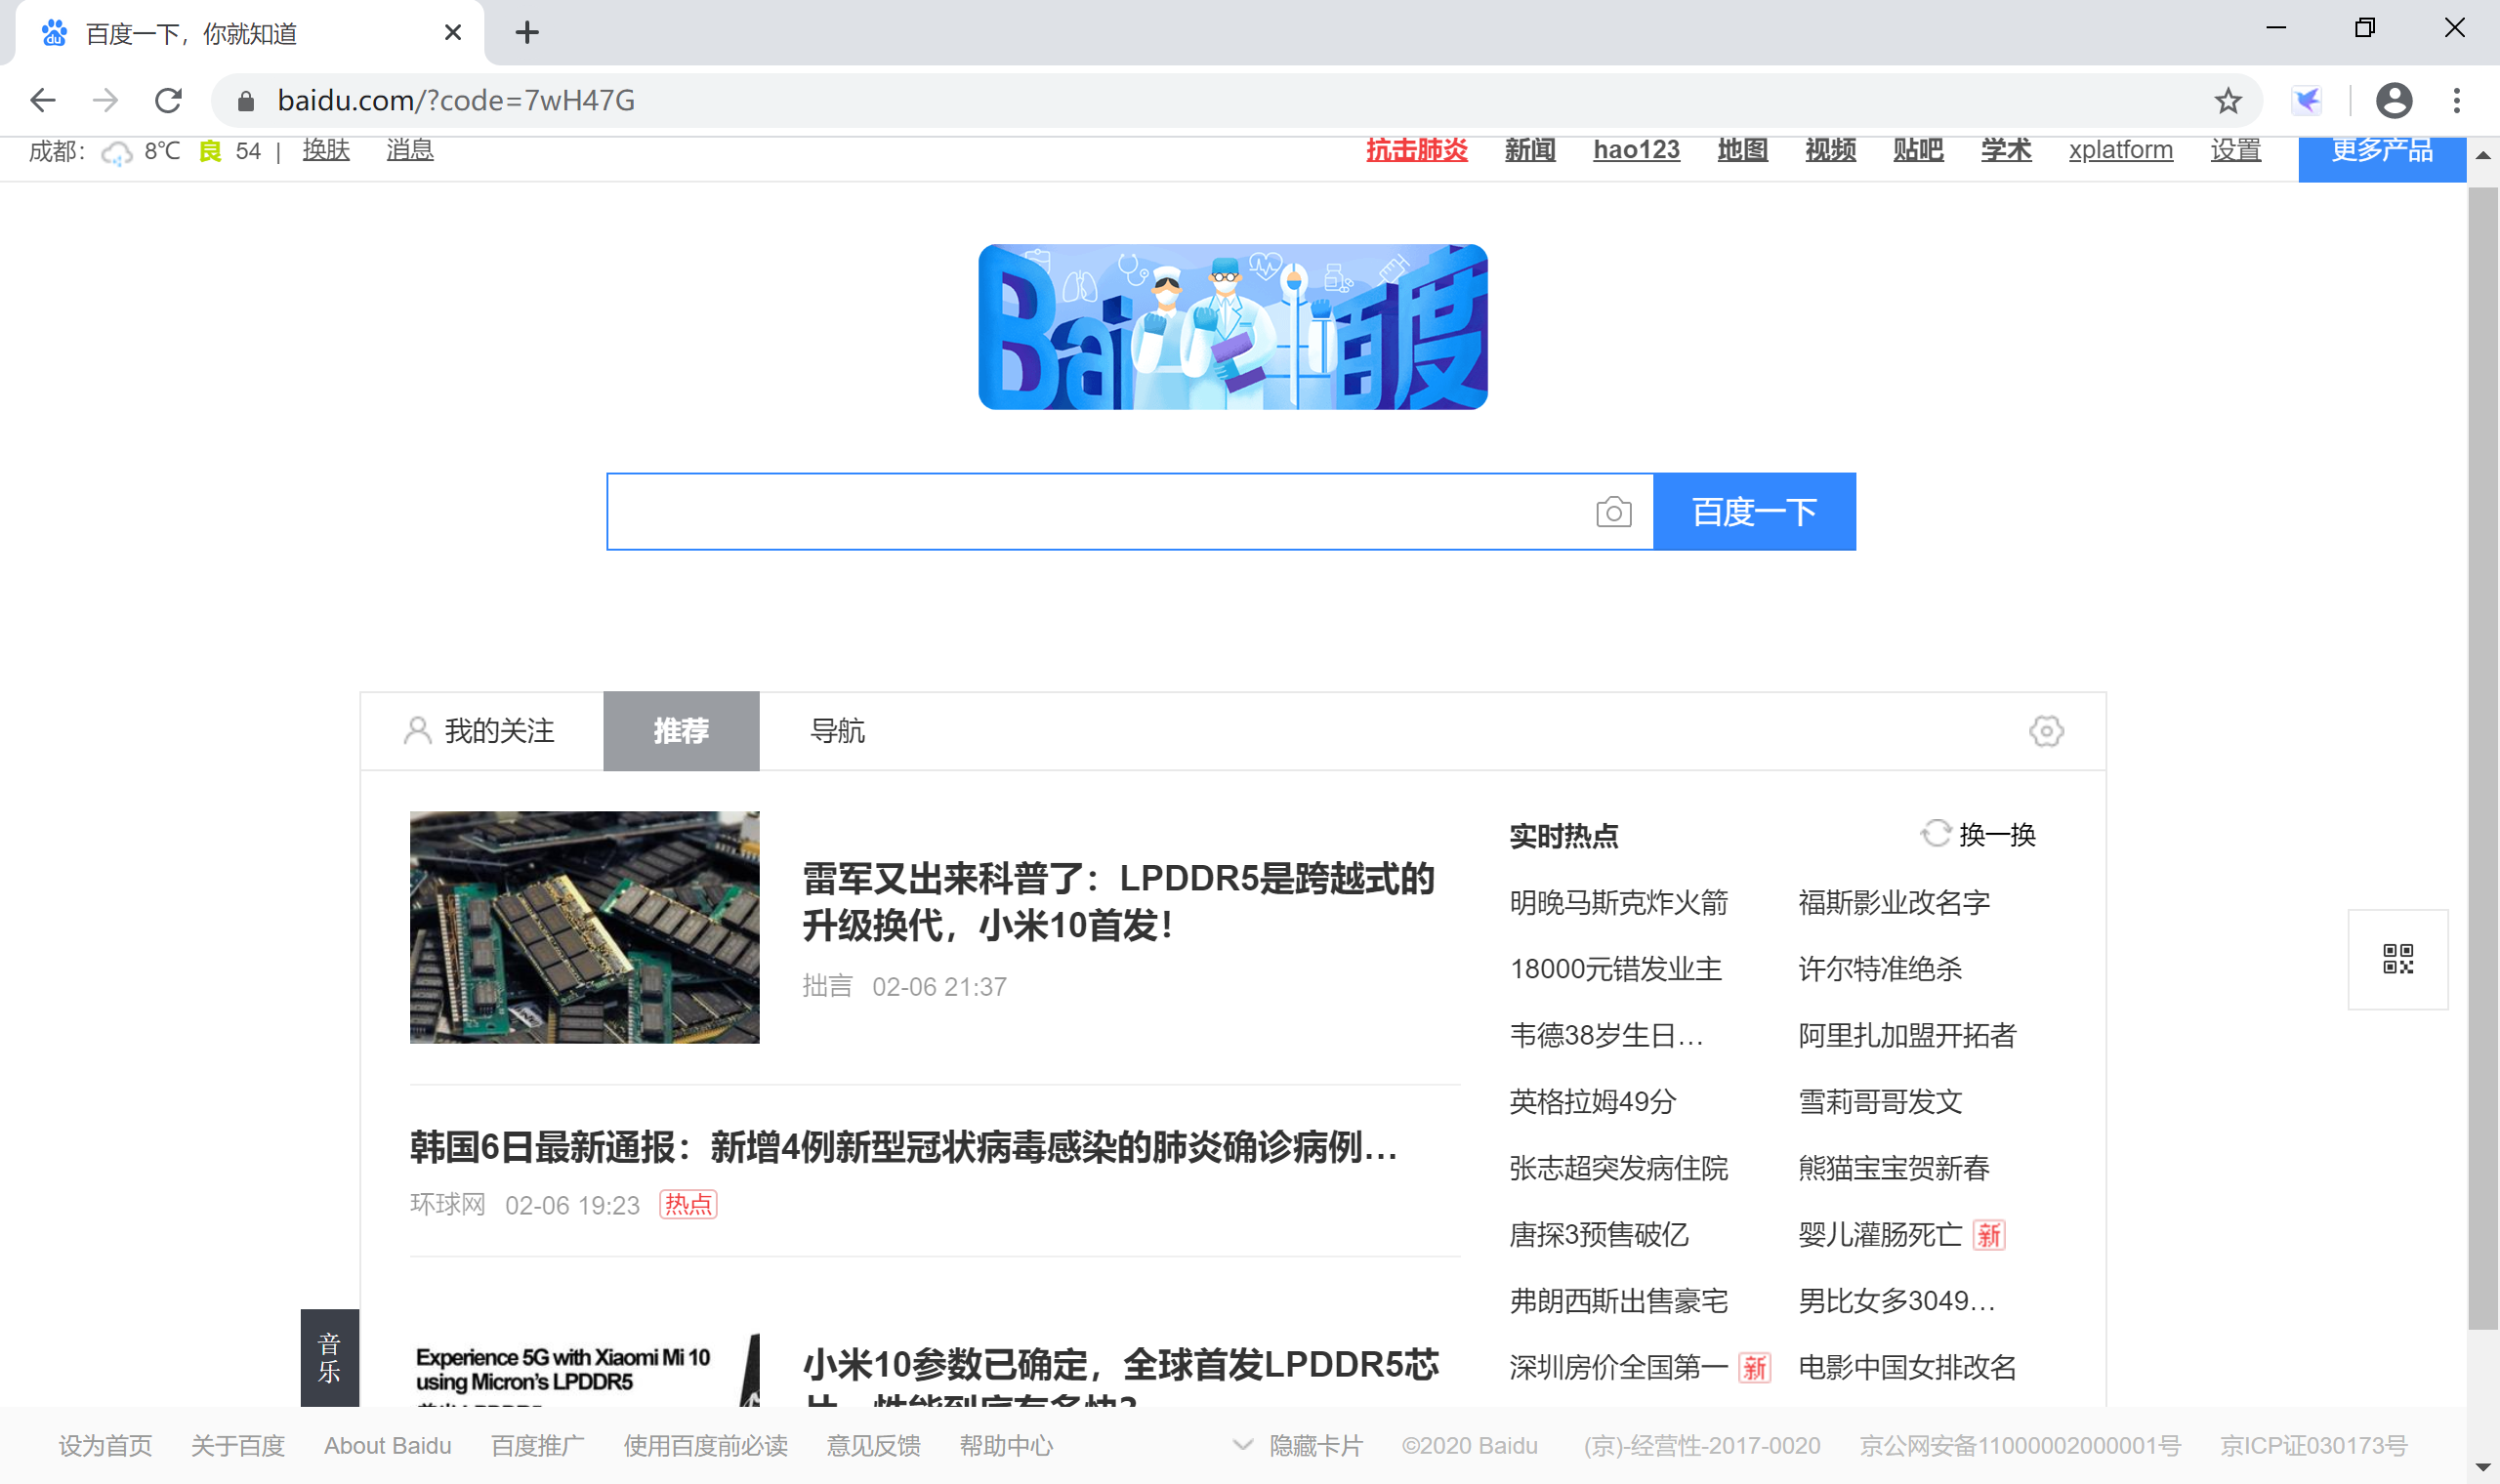 百度一下，你就知道
baidu.com/?code=7wH47G
成都： 8℃ 良 54 | 换肤 消息 抗击肺炎 新闻 hao123 地图 视频 贴吧 学术 xplatform 设置 更多产品
Bai 百度
百度一下
我的关注 推荐 导航
实时热点 换一换
雷军又出来科普了：LPDDR5是跨越式的
升级换代，小米10首发！
拙言 02-06 21:37
韩国6日最新通报：新增4例新型冠状病毒感染的肺炎确诊病例...
环球网 02-06 19:23 热点
Experience 5G with Xiaomi Mi 10
using Micron's LPDDR5
小米10参数已确定，全球首发LPDDR5芯
片，性能到底有多快？
明晚马斯克炸火箭 福斯影业改名字
18000元错发业主 许尔特准绝杀
韦德38岁生日... 阿里扎加盟开拓者
英格拉姆49分 雪莉哥哥发文
张志超突发病住院 熊猫宝宝贺新春
唐探3预售破亿 婴儿灌肠死亡 新
弗朗西斯出售豪宅 男比女多3049...
深圳房价全国第一 新 电影中国女排改名
音
乐
设为首页 关于百度 About Baidu 百度推广 使用百度前必读 意见反馈 帮助中心 隐藏卡片 ©2020 Baidu (京)-经营性-2017-0020 京公网安备11000002000001号 京ICP证030173号